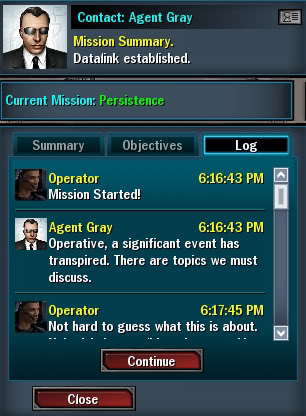 Contact: Agent Gray
Mission Summary.
Datalink established.
Current Mission: Persistence
Summary
Objectives
Log
Operator 6:16:43 PM
Mission Started!
Agent Gray 6:16:43 PM
Operative, a significant event has
transpired. There are topics we must
discuss.
Operator 6:17:45 PM
Not hard to guess what this is about.
Continue
Close